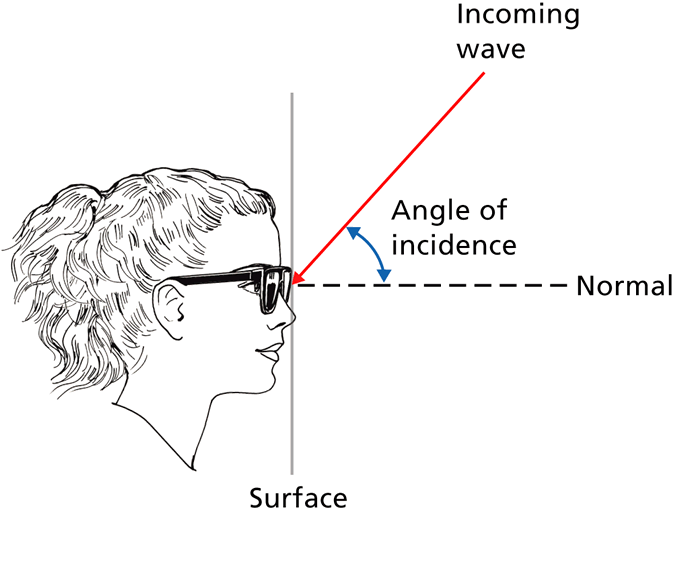 Incoming
wave
Angle of
incidence
Normal
Surface